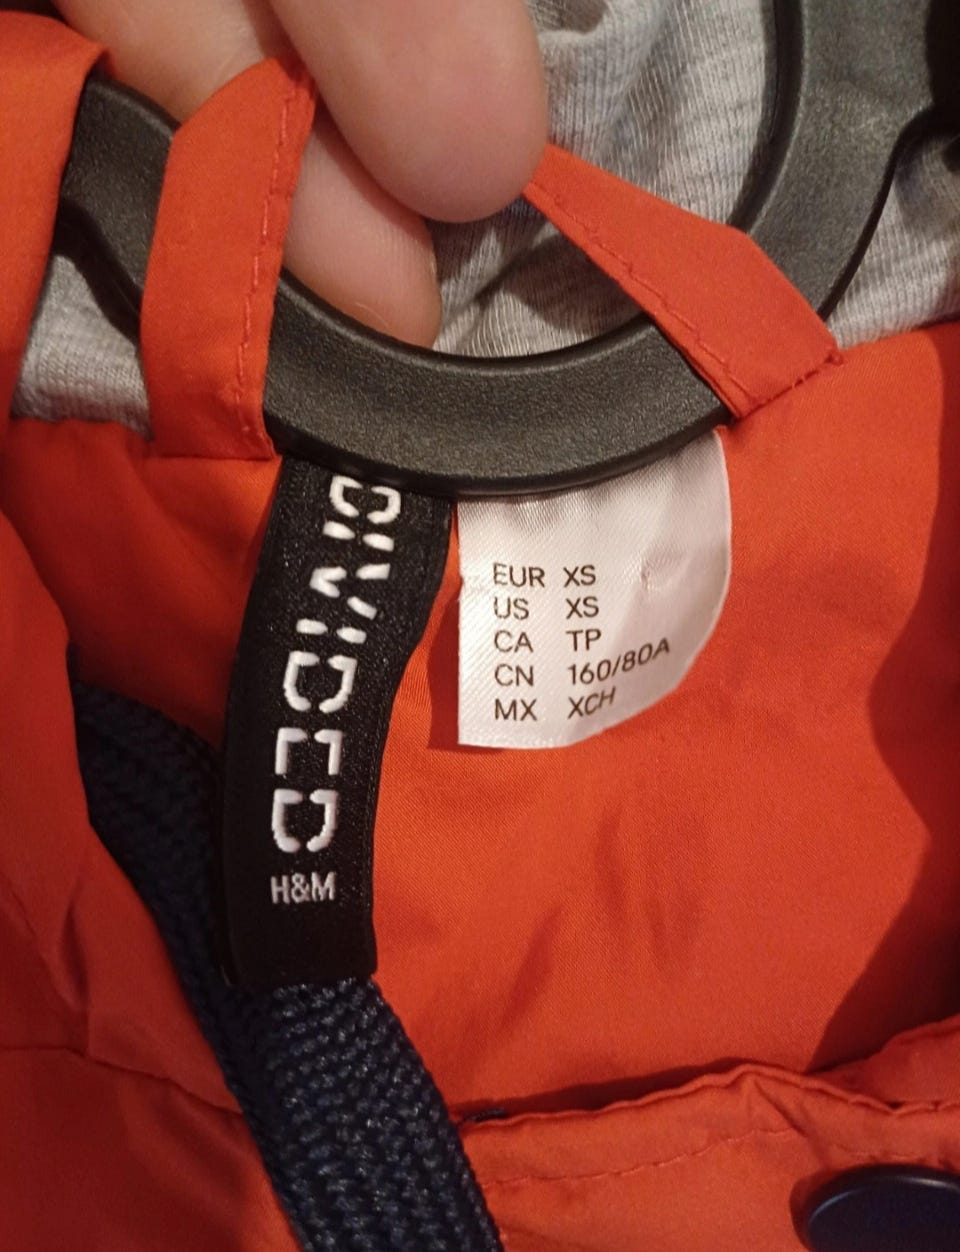 DIVIDED
H&M
EUR XS
US XS
CA TP
CN 160/80A
MX XCH